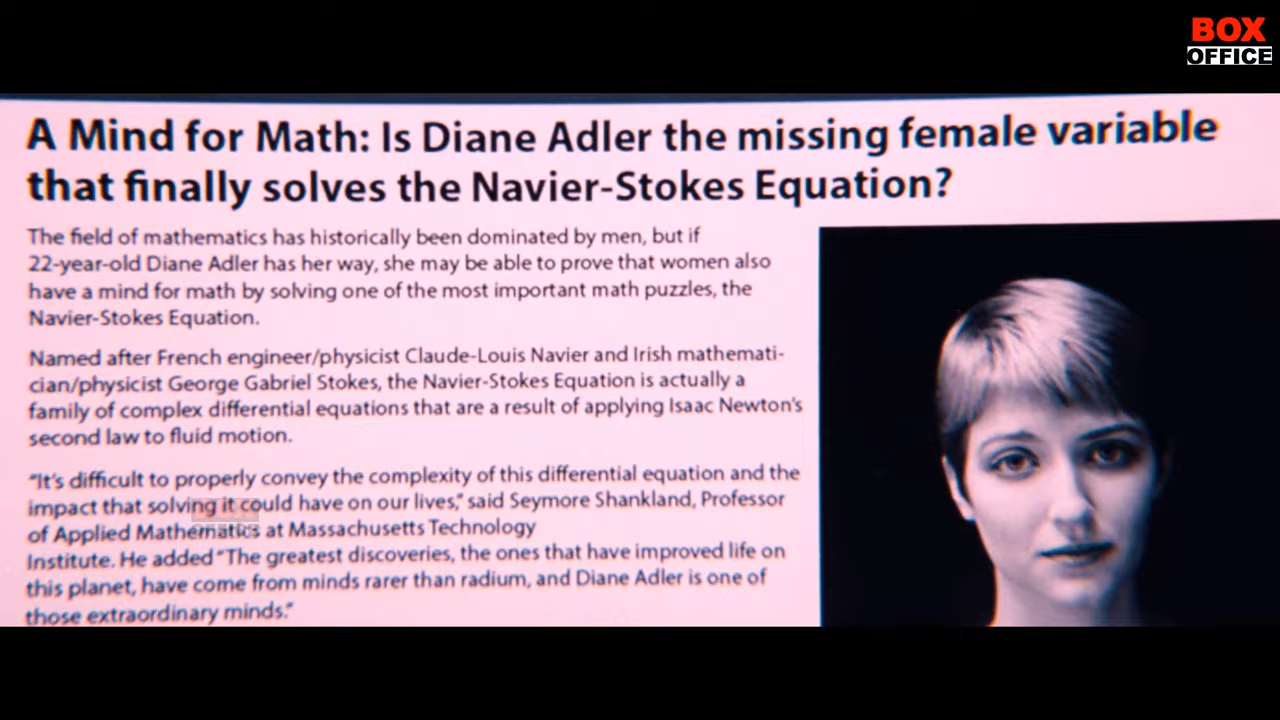 BOX
OFFICE
A Mind for Math: Is Diane Adler the missing female variable
that finally solves the Navier-Stokes Equation?
The field of mathematics has historically been dominated by men, but if
22-year-old Diane Adler has her way, she may be able to prove that women also
have a mind for math by solving one of the most important math puzzles, the
Navier-Stokes Equation.
Named after French engineer/physicist Claude-Louis Navier and Irish mathemati-
cian/physicist George Gabriel Stokes, the Navier-Stokes Equation is actually a
family of complex differential equations that are a result of applying Isaac Newton's
second law to fluid motion.
"It's difficult to properly convey the complexity of this differential equation and the
impact that solving it could have on our lives," said Seymore Shankland, Professor
of Applied Mathematics at Massachusetts Technology
Institute. He added "The greatest discoveries, the ones that have improved life on
this planet, have come from minds rarer than radium, and Diane Adler is one of
those extraordinary minds."